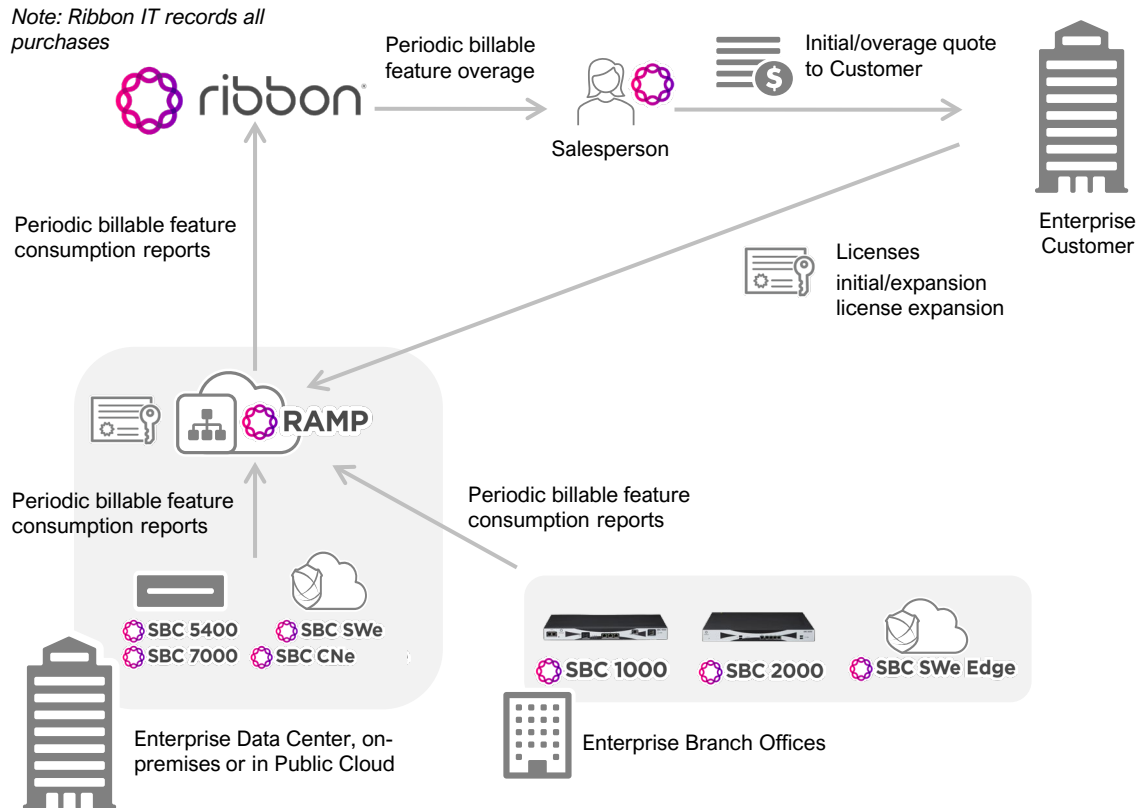 Note: Ribbon IT records all
purchases
ribbon
Periodic billable
feature overage
Salesperson
$
Initial/overage quote
to Customer
Enterprise
Customer
Periodic billable feature
consumption reports
Licenses
initial/expansion
license expansion
RAMP
Periodic billable feature
consumption reports
Periodic billable feature
consumption reports
SBC 5400
SBC SWe
SBC 7000
SBC CNe
SBC 1000
SBC 2000
SBC SWe Edge
Enterprise Data Center, on-
premises or in Public Cloud
Enterprise Branch Offices